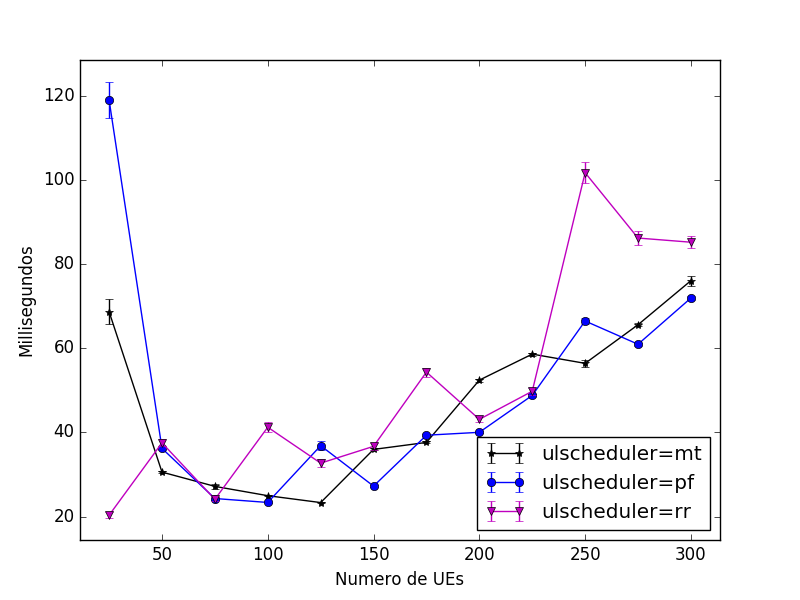 120
100
80
60
40
20
Millisegundos
ulscheduler=mt
ulscheduler=pf
ulscheduler=rr
50
100
150
200
250
300
Numero de UEs